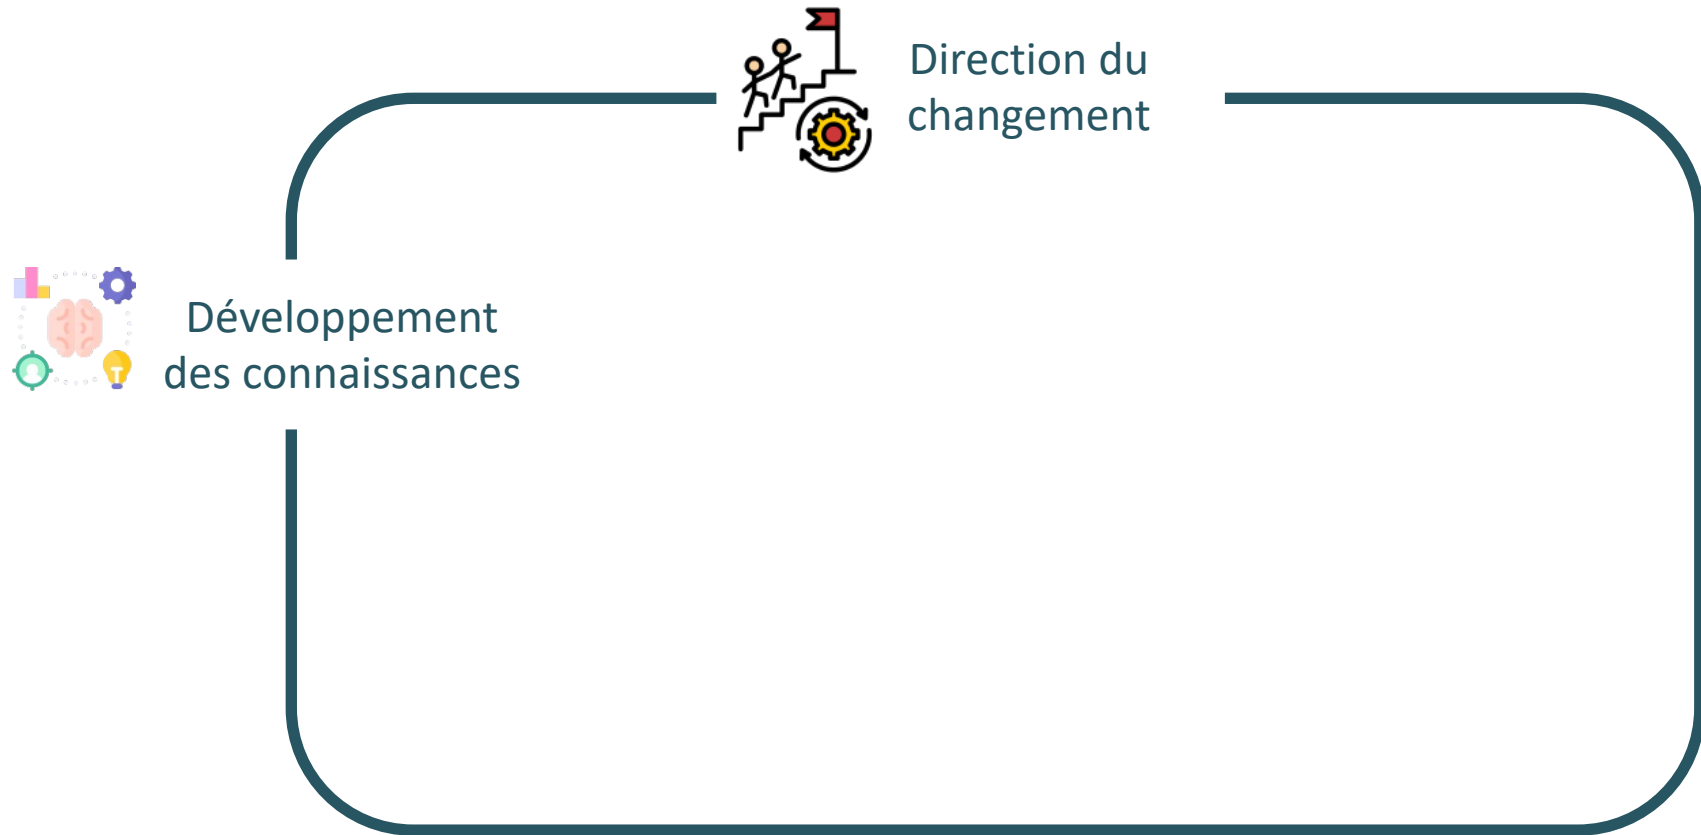 Direction du
changement
Développement
des connaissances